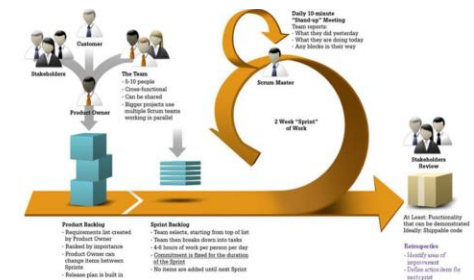 Customer
Stakeholders
The Team
- 5-10 people
- Cross-functional
- Can be shared
- Bigger projects use
multiple Scrum teams
working in parallel
Product Owner
Daily 10-minute
"Stand-up" Meeting
Team reports:
- What they did yesterday
- What they are doing today
- Any blocks in their way
Scrum Master
2 Week "Sprint"
of Work
Stakeholders
Review
At Least: Functionality
that can be demonstrated
Ideally: Shippable code
Retrospective
- Identify areas of
improvement
- Define action item for
next sprint
Product Backlog
- Requirements list created
by Product Owner
- Ranked by importance
- Product Owner can
change items between
Sprints
- Release plan is built in
Sprint Backlog
- Team selects, starting from top of list
- Team then breaks down into tasks
- 4-6 hours of work per person per day
- Commitment is fixed for the duration
of the Sprint
- No items are added until next Sprint